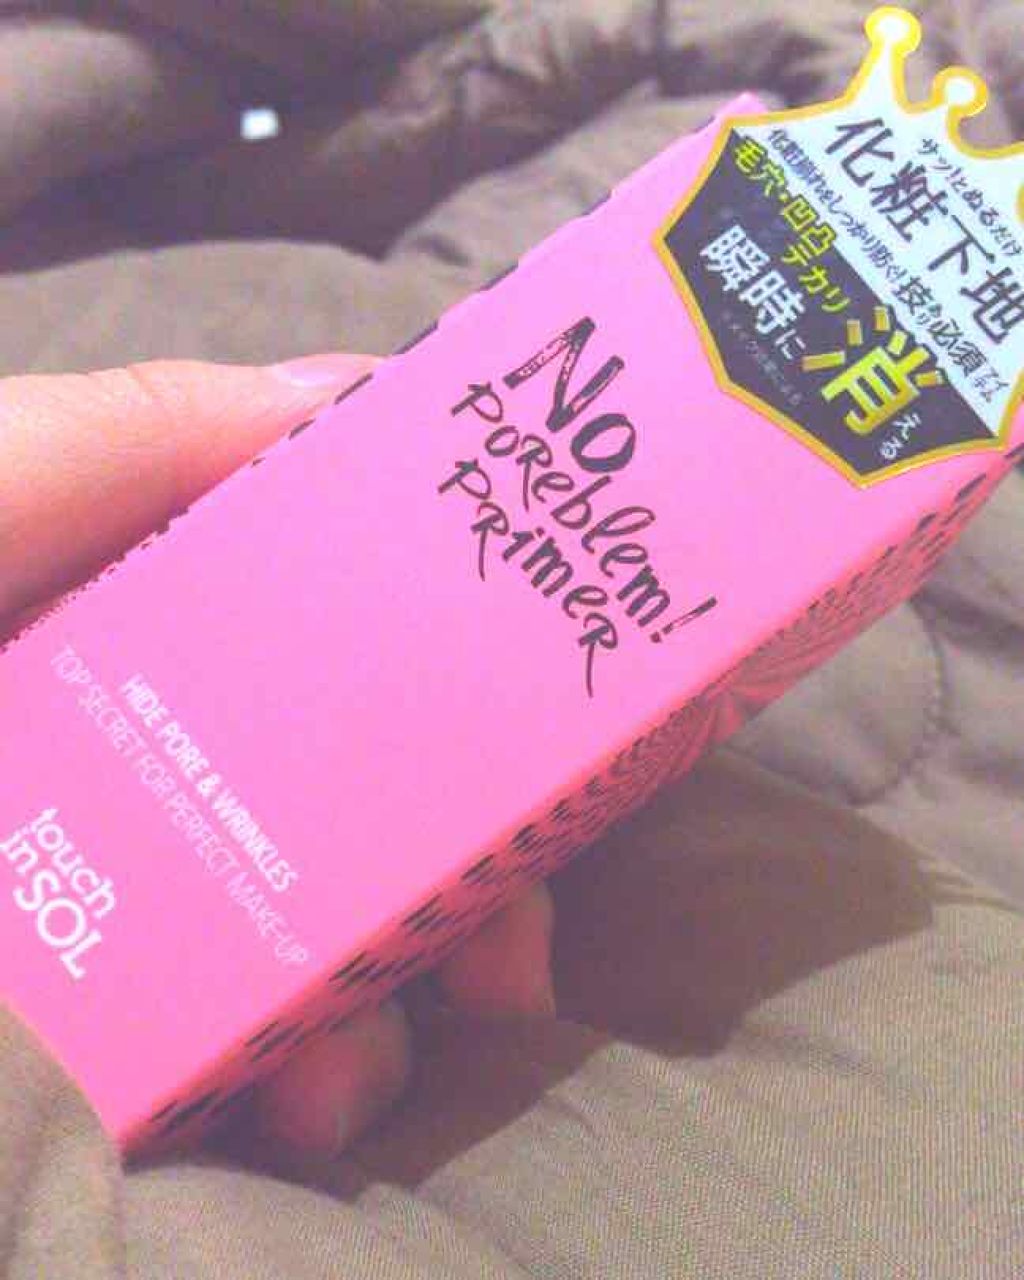 サッ!とぬるだけ
化粧下地
化粧崩れをしっかり防ぐ!技あり必須アイテム
毛穴・凹凸
テカリ
瞬時に
消える
No
PoReblem!
PRimeR
HIDE PORE & WRINKLES
TOP SECRET FOR PERFECT MAKE-UP
touch
in SOL